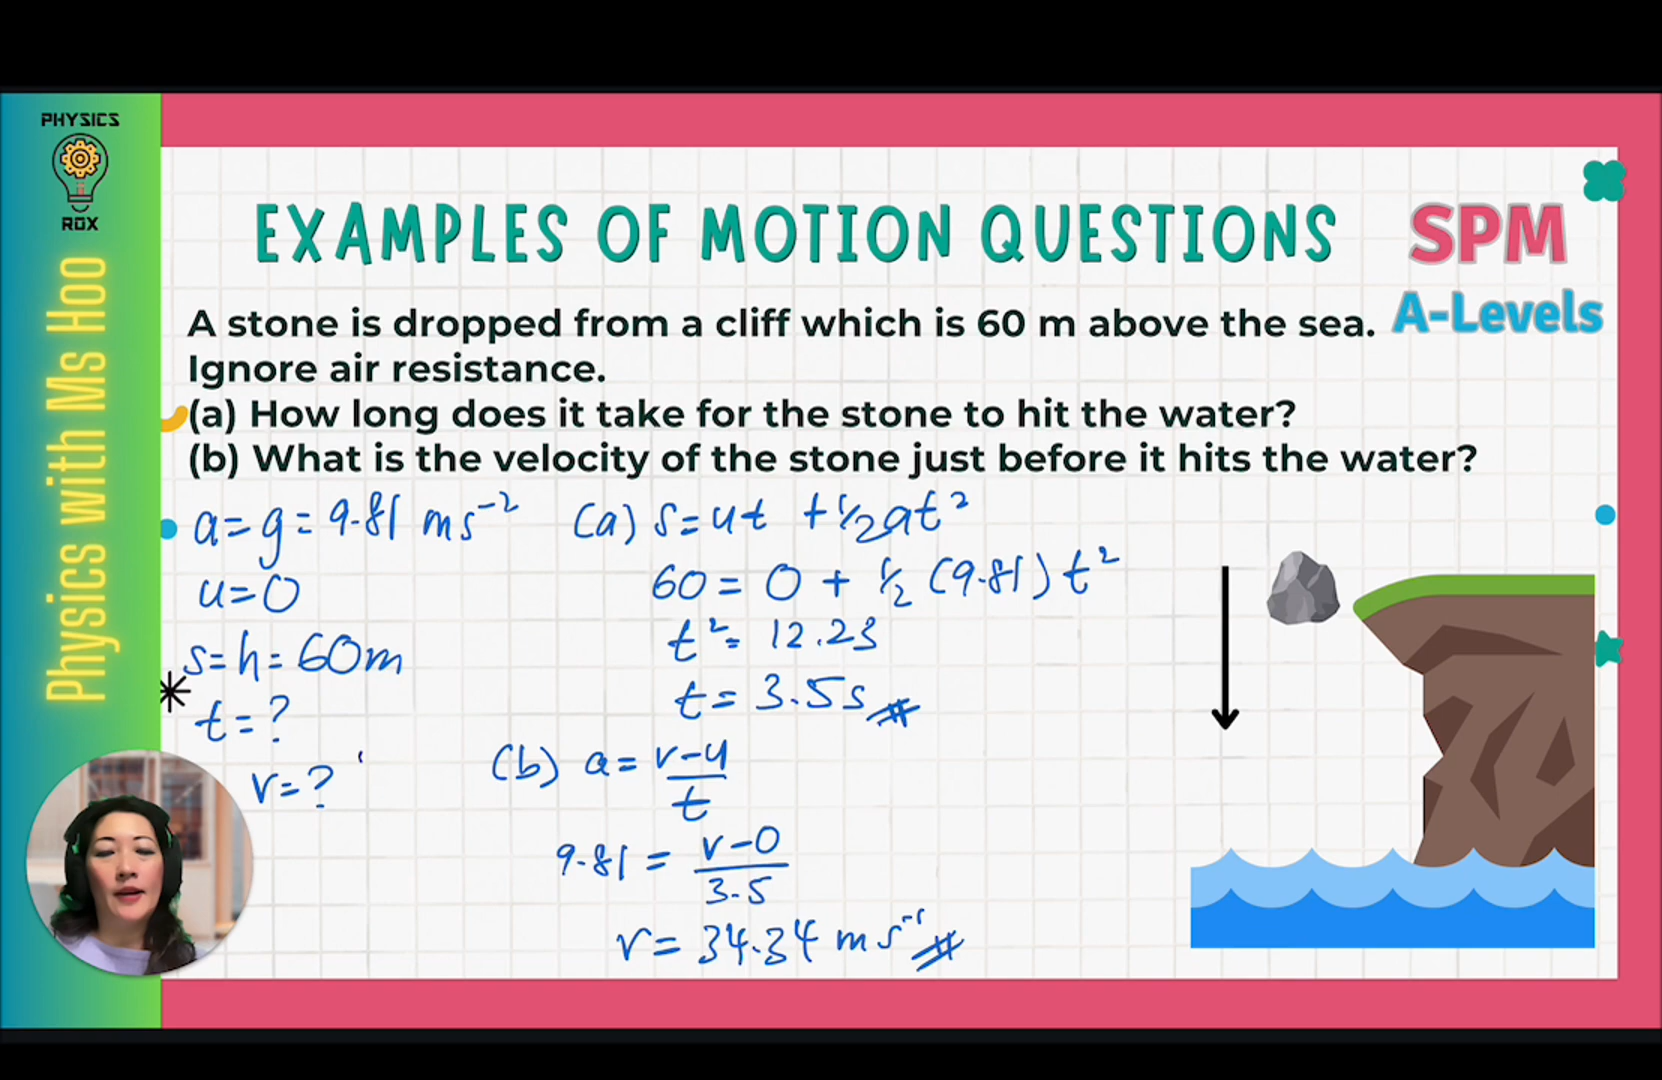 PHYSICS
ROX
Physics with Ms Hoo
EXAMPLES OF MOTION QUESTIONS
SPM
A-Levels
A stone is dropped from a cliff which is 60 m above the sea.
Ignore air resistance.
(a) How long does it take for the stone to hit the water?
(b) What is the velocity of the stone just before it hits the water?
a = g = 9.81 ms⁻²
u = 0
s = h = 60m
t = ?
v = ?
(a) s = ut + ½at²
60 = 0 + ½ (9.81) t²
t² = 12.23
t = 3.5s
(b) a = v-u
t
9.81 = v-0
3.5
v = 34.34 ms⁻¹